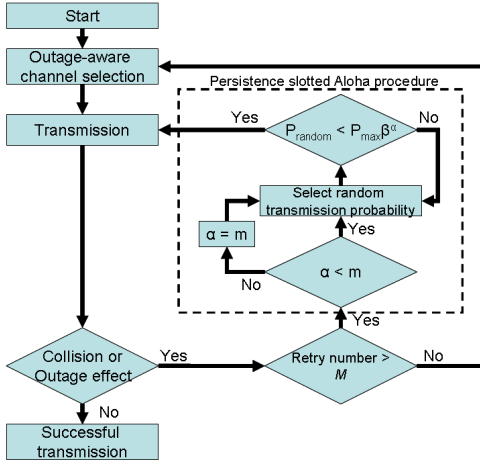 Start
Outage-aware
channel selection
Persistence slotted Aloha procedure
Transmission
Yes
P_random < P_maxβ^α
No
Select random
transmission probability
α = m
Yes
α < m
No
Yes
Collision or
Outage effect
Yes
Retry number >
M
No
No
Successful
transmission